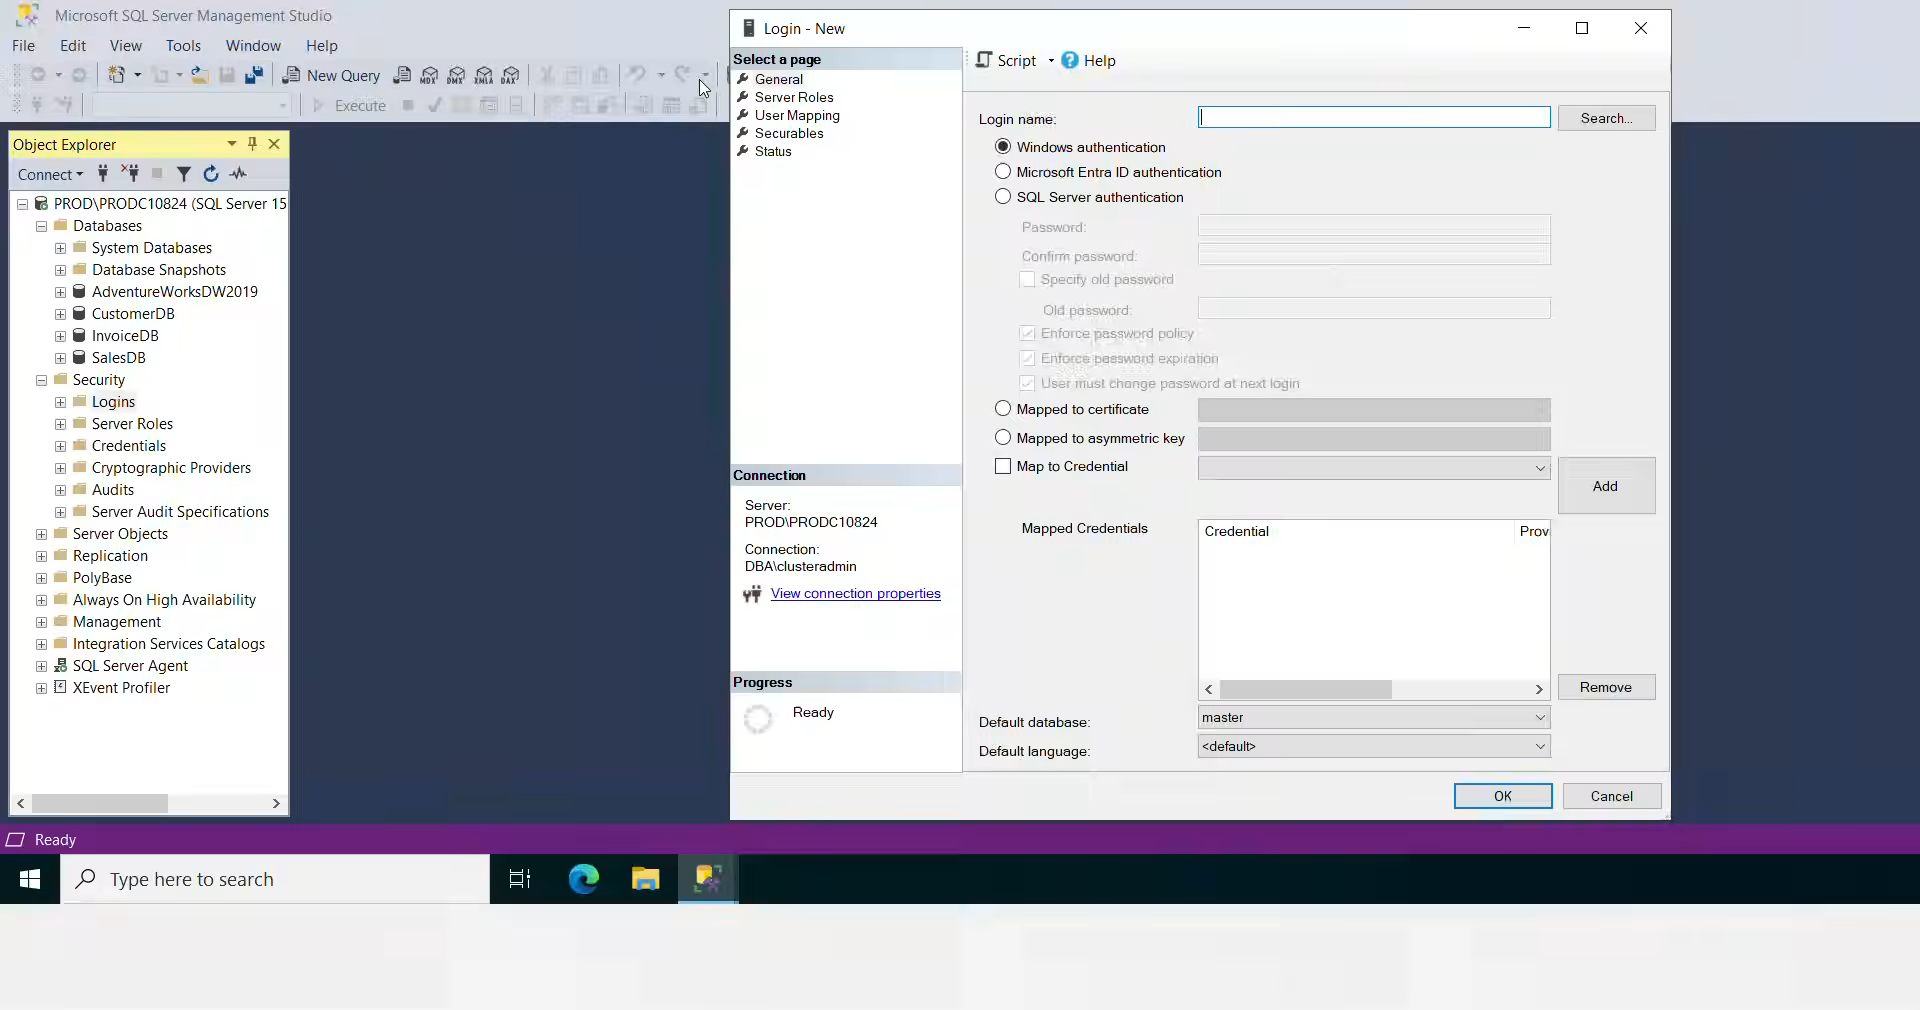 Microsoft SQL Server Management Studio
File Edit View Tools Window Help
New Query MDX DMX XMLA DAX
Execute
Object Explorer
Connect
PROD\PRODC10824 (SQL Server 15
Databases
System Databases
Database Snapshots
AdventureWorksDW2019
CustomerDB
InvoiceDB
SalesDB
Security
Logins
Server Roles
Credentials
Cryptographic Providers
Audits
Server Audit Specifications
Server Objects
Replication
PolyBase
Always On High Availability
Management
Integration Services Catalogs
SQL Server Agent
XEvent Profiler
Login - New
Select a page
General
Server Roles
User Mapping
Securables
Status
Connection
Server:
PROD\PRODC10824
Connection:
DBA\clusteradmin
View connection properties
Progress
Ready
Script Help
Login name: Search...
Windows authentication
Microsoft Entra ID authentication
SQL Server authentication
Password:
Confirm password:
Specify old password
Old password:
Enforce password policy
Enforce password expiration
User must change password at next login
Mapped to certificate
Mapped to asymmetric key
Map to Credential
Add
Mapped Credentials
Credential Prov
Remove
Default database: master
Default language: <default>
OK Cancel
Ready
Type here to search